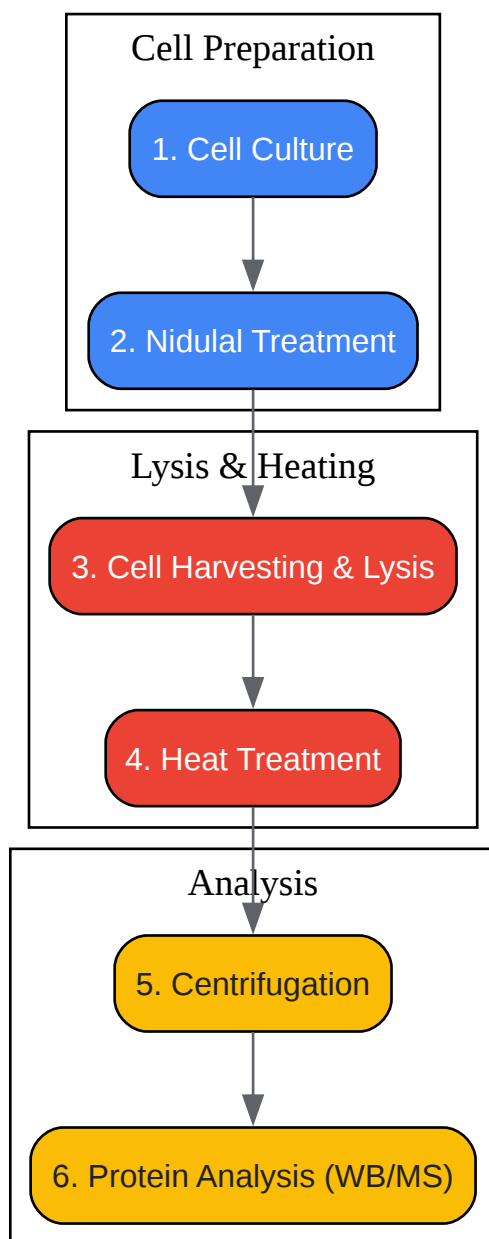 Cell Preparation
1. Cell Culture
2. Nidulal Treatment
Lysis & Heating
3. Cell Harvesting & Lysis
4. Heat Treatment
Analysis
5. Centrifugation
6. Protein Analysis (WB/MS)